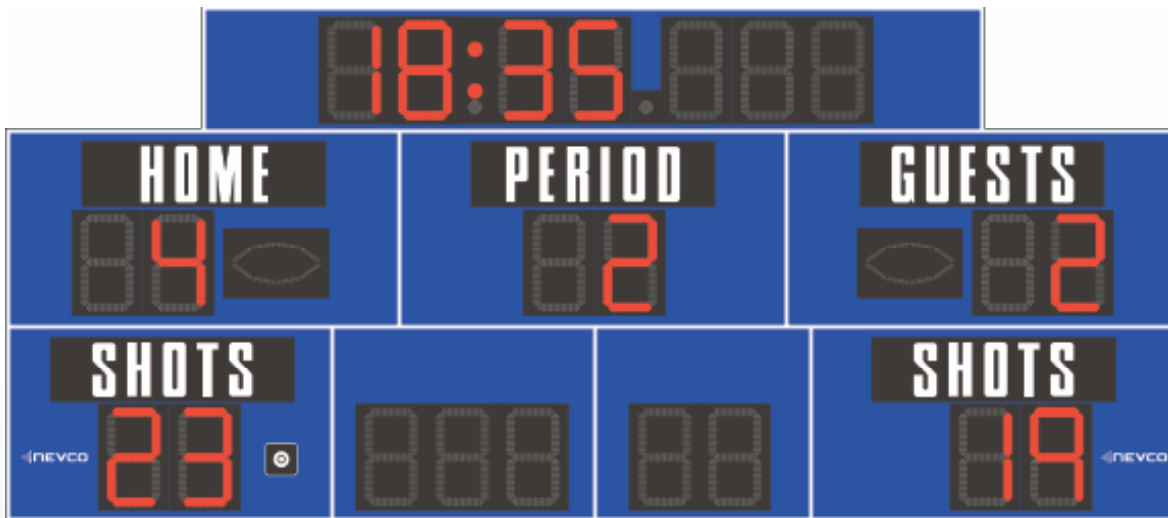 18:35
HOME PERIOD GUESTS
4 2 2
SHOTS SHOTS
23 19
NEVCO NEVCO